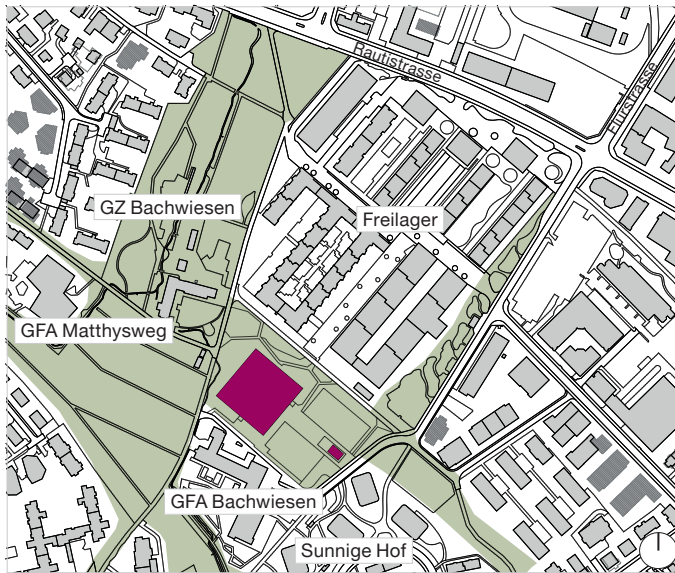 Rautistrasse
Flurstrasse
GZ Bachwiesen
Freilager
GFA Matthysweg
GFA Bachwiesen
Sunnige Hof